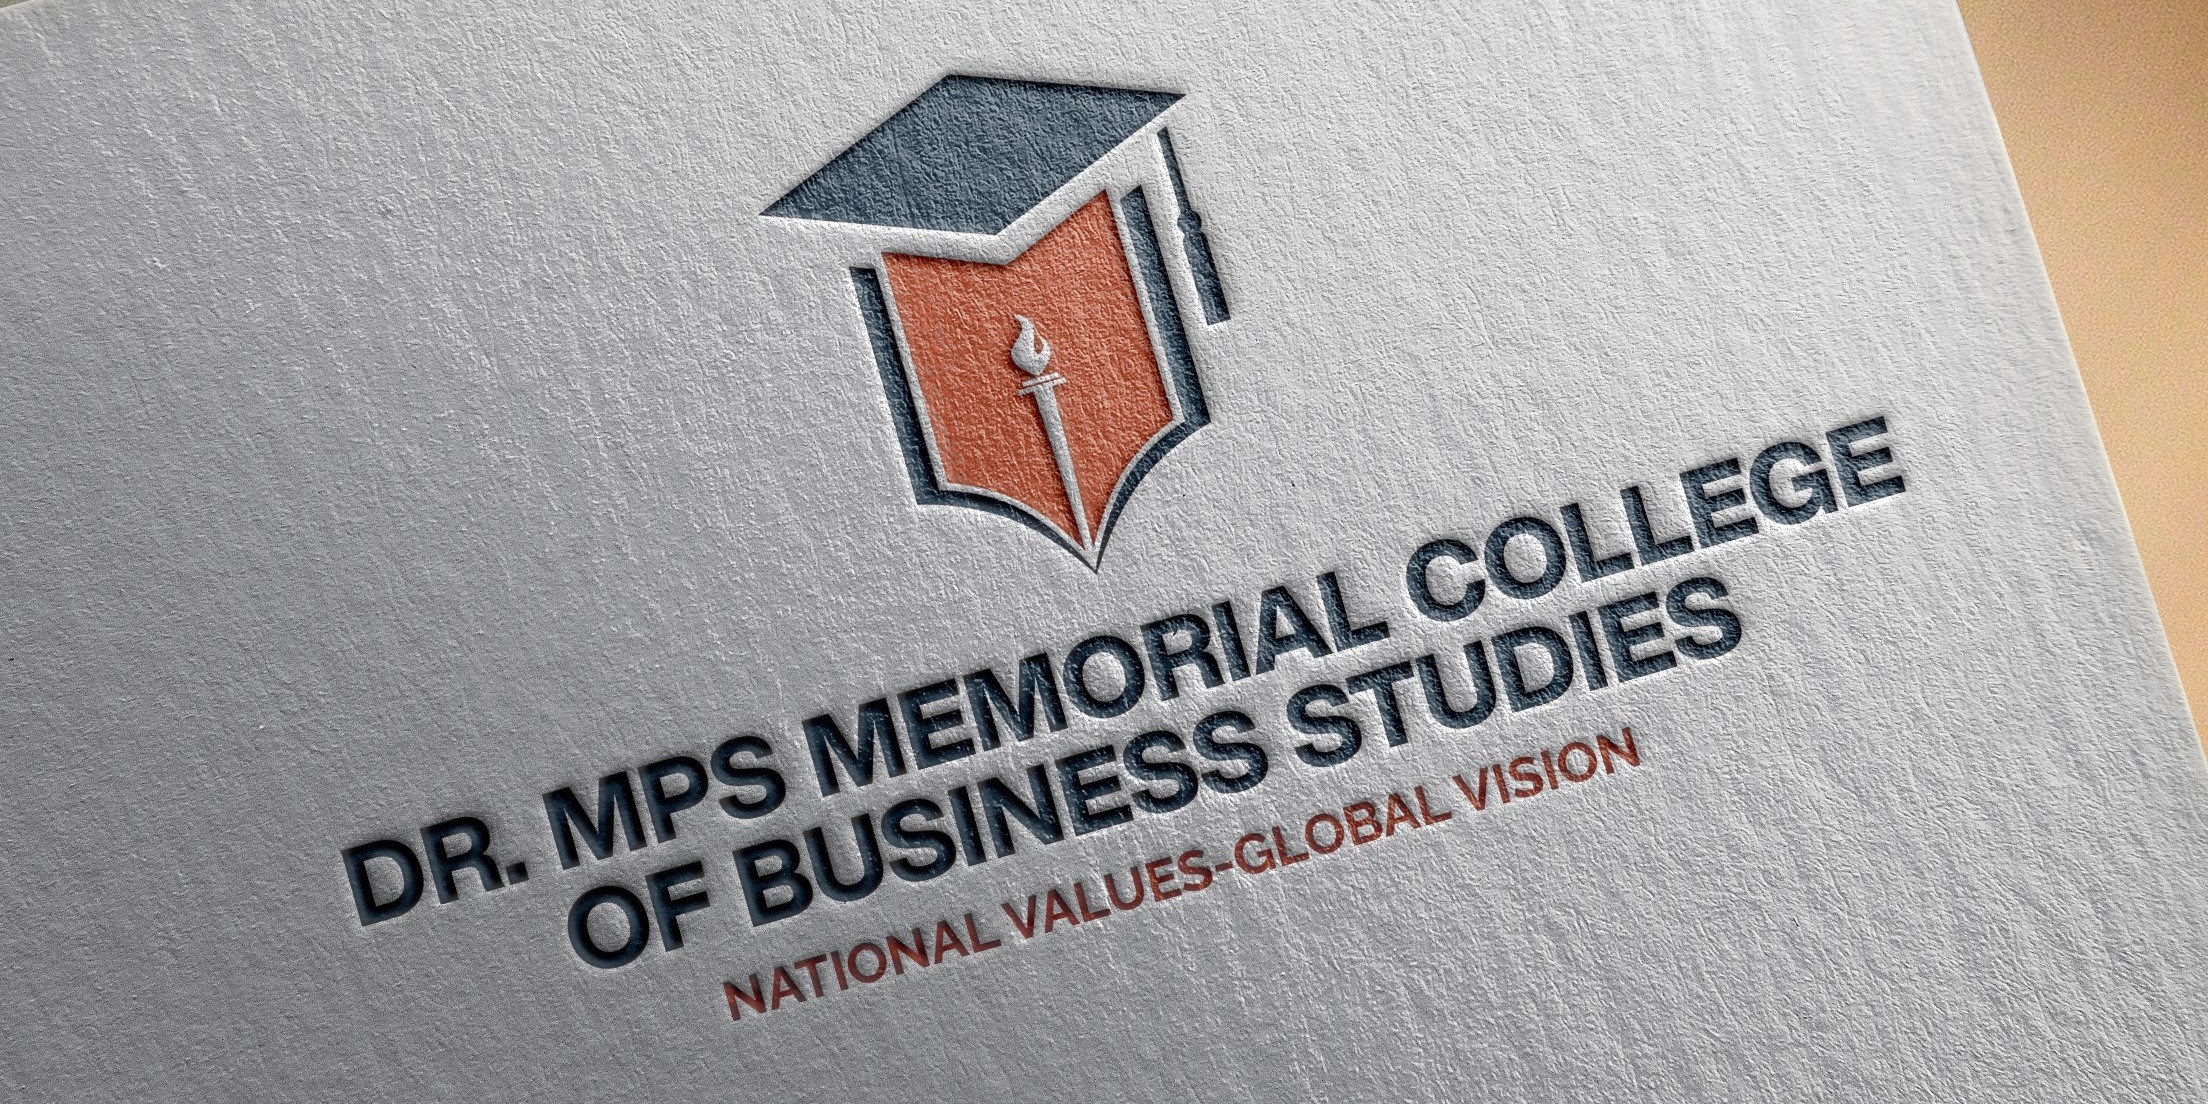 DR. MPS MEMORIAL COLLEGE
OF BUSINESS STUDIES
NATIONAL VALUES-GLOBAL VISION